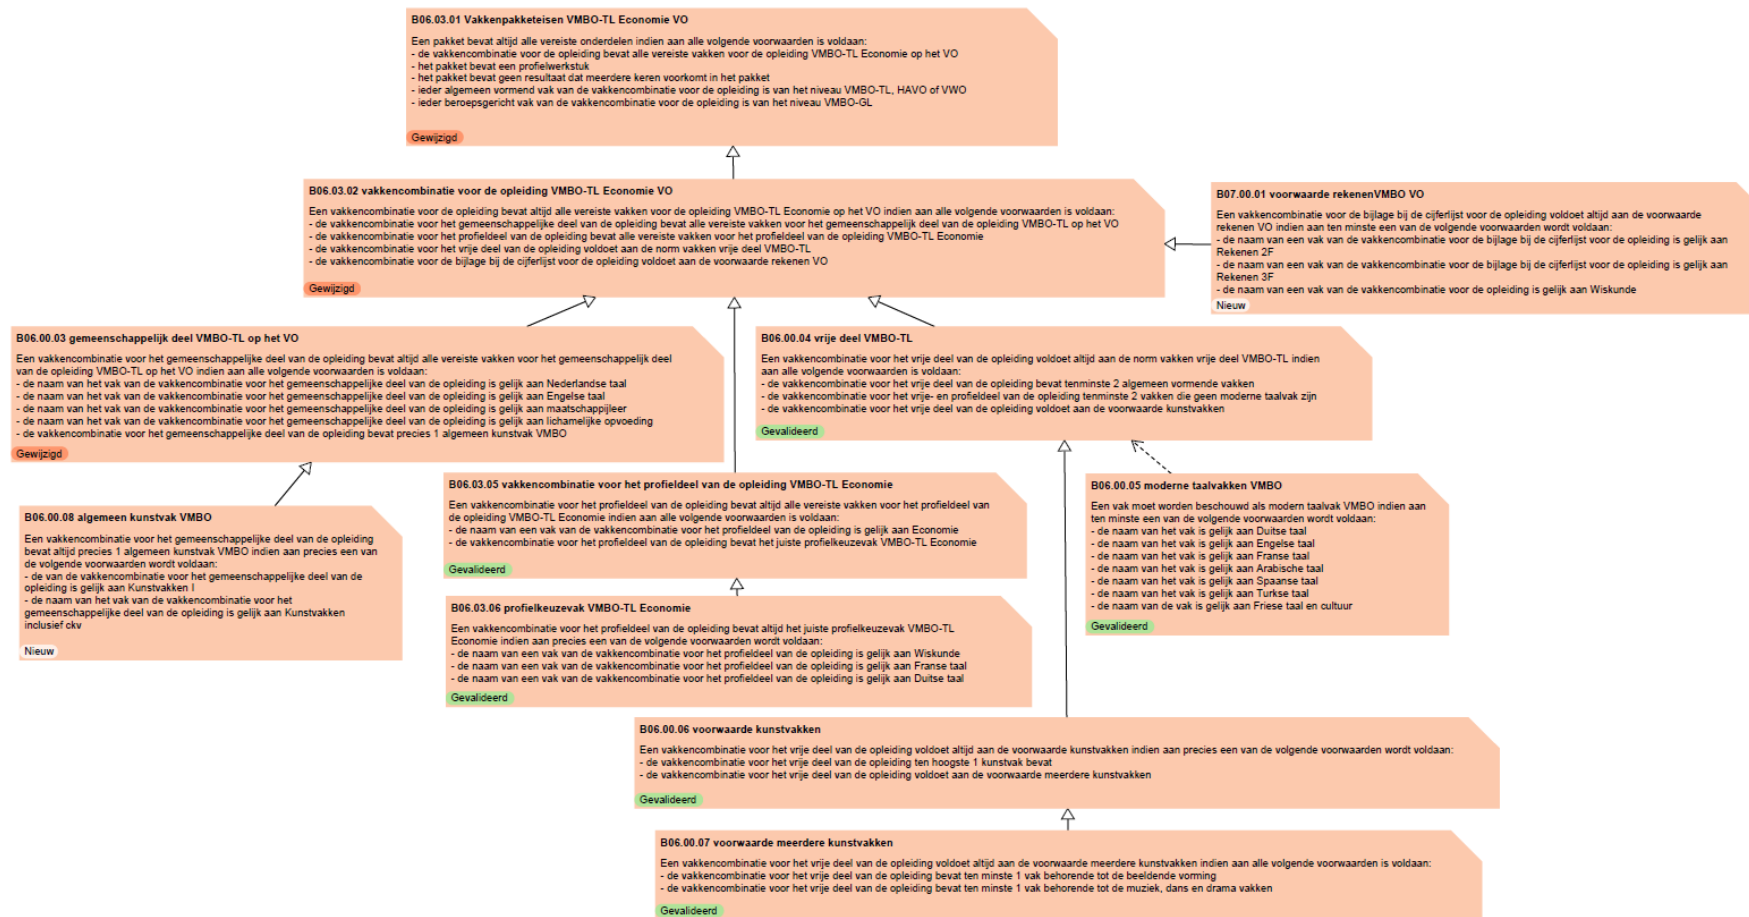 B06.03.01 Vakkenpakketeisen VMBO-TL Economie VO
Een pakket bevat altijd alle vereiste onderdelen indien aan alle volgende voorwaarden is voldaan:
- de vakkencombinatie voor de opleiding bevat alle vereiste vakken voor de opleiding VMBO-TL Economie op het VO
- het pakket bevat een profielwerkstuk
- het pakket bevat geen resultaat dat meerdere keren voorkomt in het pakket
- ieder algemeen vormend vak van de vakkencombinatie voor de opleiding is van het niveau VMBO-TL, HAVO of VWO
- ieder beroepsgericht vak van de vakkencombinatie voor de opleiding is van het niveau VMBO-GL
Gewijzigd
B06.03.02 vakkencombinatie voor de opleiding VMBO-TL Economie VO
Een vakkencombinatie voor de opleiding bevat altijd alle vereiste vakken voor de opleiding VMBO-TL Economie op het VO indien aan alle volgende voorwaarden is voldaan:
- de vakkencombinatie voor het gemeenschappelijke deel van de opleiding bevat alle vereiste vakken voor het gemeenschappelijk deel van de opleiding VMBO-TL op het VO
- de vakkencombinatie voor het profieldeel van de opleiding bevat alle vereiste vakken voor het profieldeel van de opleiding VMBO-TL Economie
- de vakkencombinatie voor het vrije deel van de opleiding voldoet aan de norm vakken vrije deel VMBO-TL
- de vakkencombinatie voor de bijlage bij de cijferlijst voor de opleiding voldoet aan de voorwaarde rekenen VO
Gewijzigd
B07.00.01 voorwaarde rekenenVMBO VO
Een vakkencombinatie voor de bijlage bij de cijferlijst voor de opleiding voldoet altijd aan de voorwaarde
rekenen VO indien aan ten minste een van de volgende voorwaarden wordt voldaan:
- de naam van een vak van de vakkencombinatie voor de bijlage bij de cijferlijst voor de opleiding is gelijk aan
Rekenen 2F
- de naam van een vak van de vakkencombinatie voor de bijlage bij de cijferlijst voor de opleiding is gelijk aan
Rekenen 3F
- de naam van een vak van de vakkencombinatie voor de opleiding is gelijk aan Wiskunde
Nieuw
B06.00.03 gemeenschappelijk deel VMBO-TL op het VO
Een vakkencombinatie voor het gemeenschappelijke deel van de opleiding bevat altijd alle vereiste vakken voor het gemeenschappelijk deel
van de opleiding VMBO-TL op het VO indien aan alle volgende voorwaarden is voldaan:
- de naam van het vak van de vakkencombinatie voor het gemeenschappelijke deel van de opleiding is gelijk aan Nederlandse taal
- de naam van het vak van de vakkencombinatie voor het gemeenschappelijke deel van de opleiding is gelijk aan Engelse taal
- de naam van het vak van de vakkencombinatie voor het gemeenschappelijke deel van de opleiding is gelijk aan maatschappijleer
- de naam van het vak van de vakkencombinatie voor het gemeenschappelijke deel van de opleiding is gelijk aan lichamelijke opvoeding
- de vakkencombinatie voor het gemeenschappelijke deel van de opleiding bevat precies 1 algemeen kunstvak VMBO
Gewijzigd
B06.00.04 vrije deel VMBO-TL
Een vakkencombinatie voor het vrije deel van de opleiding voldoet altijd aan de norm vakken vrije deel VMBO-TL indien
aan alle volgende voorwaarden is voldaan:
- de vakkencombinatie voor het vrije deel van de opleiding bevat tenminste 2 algemeen vormende vakken
- de vakkencombinatie voor het vrije- en profieldeel van de opleiding tenminste 2 vakken die geen moderne taalvak zijn
- de vakkencombinatie voor het vrije deel van de opleiding voldoet aan de voorwaarde kunstvakken
Gevalideerd
B06.00.08 algemeen kunstvak VMBO
Een vakkencombinatie voor het gemeenschappelijke deel van de opleiding
bevat altijd precies 1 algemeen kunstvak VMBO indien aan precies een van
de volgende voorwaarden wordt voldaan:
- de van de vakkencombinatie voor het gemeenschappelijke deel van de
opleiding is gelijk aan Kunstvakken I
- de naam van het vak van de vakkencombinatie voor het
gemeenschappelijke deel van de opleiding is gelijk aan Kunstvakken
inclusief ckv
Nieuw
B06.03.05 vakkencombinatie voor het profieldeel van de opleiding VMBO-TL Economie
Een vakkencombinatie voor het profieldeel van de opleiding bevat altijd alle vereiste vakken voor het profieldeel van
de opleiding VMBO-TL Economie indien aan alle volgende voorwaarden is voldaan:
- de naam van een vak van de vakkencombinatie voor het profieldeel van de opleiding is gelijk aan Economie
- de vakkencombinatie voor het profieldeel van de opleiding bevat het juiste profielkeuzevak VMBO-TL Economie
Gevalideerd
B06.00.05 moderne taalvakken VMBO
Een vak moet worden beschouwd als modern taalvak VMBO indien aan
ten minste een van de volgende voorwaarden wordt voldaan:
- de naam van het vak is gelijk aan Duitse taal
- de naam van het vak is gelijk aan Engelse taal
- de naam van het vak is gelijk aan Franse taal
- de naam van het vak is gelijk aan Arabische taal
- de naam van het vak is gelijk aan Spaanse taal
- de naam van het vak is gelijk aan Turkse taal
- de naam van de vak is gelijk aan Friese taal en cultuur
Gevalideerd
B06.03.06 profielkeuzevak VMBO-TL Economie
Een vakkencombinatie voor het profieldeel van de opleiding bevat altijd het juiste profielkeuzevak VMBO-TL
Economie indien aan precies een van de volgende voorwaarden wordt voldaan:
- de naam van een vak van de vakkencombinatie voor het profieldeel van de opleiding is gelijk aan Wiskunde
- de naam van een vak van de vakkencombinatie voor het profieldeel van de opleiding is gelijk aan Franse taal
- de naam van een vak van de vakkencombinatie voor het profieldeel van de opleiding is gelijk aan Duitse taal
Gevalideerd
B06.00.06 voorwaarde kunstvakken
Een vakkencombinatie voor het vrije deel van de opleiding voldoet altijd aan de voorwaarde kunstvakken indien aan precies een van de volgende voorwaarden wordt voldaan:
- de vakkencombinatie voor het vrije deel van de opleiding ten hoogste 1 kunstvak bevat
- de vakkencombinatie voor het vrije deel van de opleiding voldoet aan de voorwaarde meerdere kunstvakken
Gevalideerd
B06.00.07 voorwaarde meerdere kunstvakken
Een vakkencombinatie voor het vrije deel van de opleiding voldoet altijd aan de voorwaarde meerdere kunstvakken indien aan alle volgende voorwaarden is voldaan:
- de vakkencombinatie voor het vrije deel van de opleiding bevat ten minste 1 vak behorende tot de beeldende vorming
- de vakkencombinatie voor het vrije deel van de opleiding bevat ten minste 1 vak behorende tot de muziek, dans en drama vakken
Gevalideerd